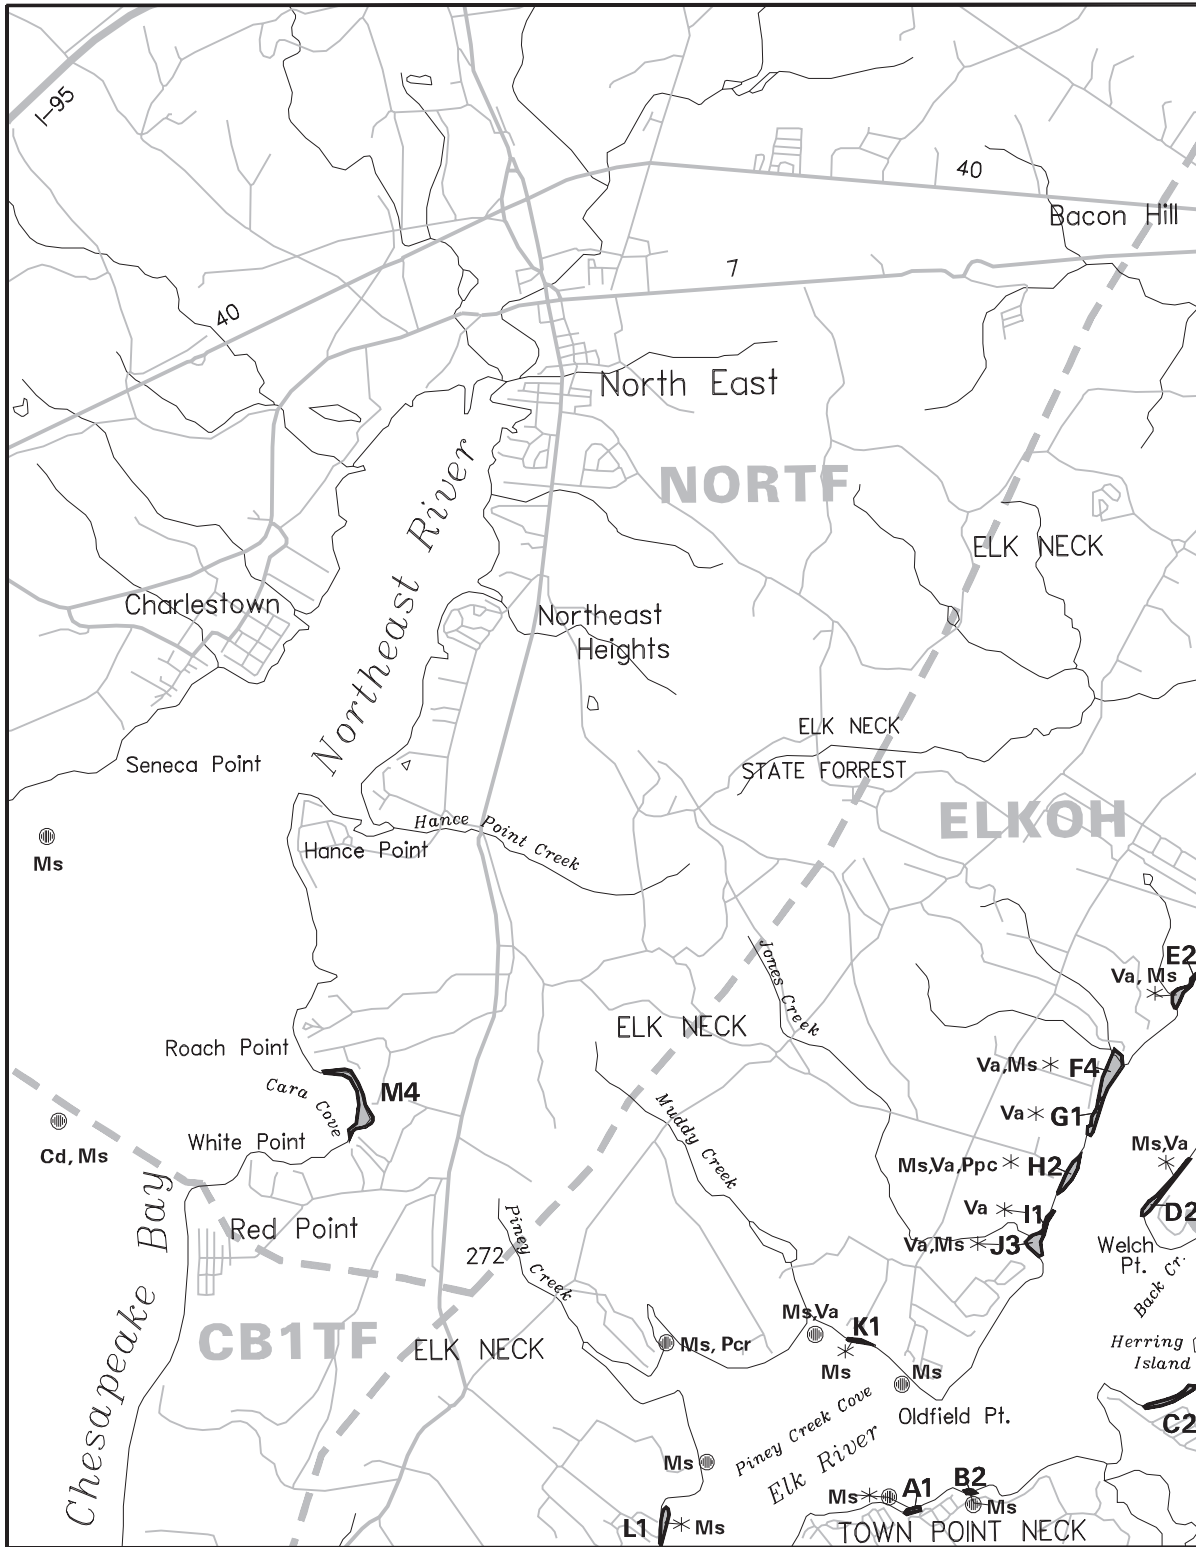 I-95
40
Bacon Hill
7
40
North East
NORTF
Northeast River
ELK NECK
Charlestown
Northeast
Heights
ELK NECK
STATE FORREST
Seneca Point
ELKOH
Hance Point Creek
Hance Point
Ms
Jones Creek
E2
Va, Ms
ELK NECK
Roach Point
Va,Ms F4
Cara Cove
M4
Muddy Creek
Va G1
White Point
Cd, Ms
Ms,Va
Ms,Va,Ppc H2
Chesapeake Bay
Red Point
Piney Creek
Va I1
D2
272
Va,Ms J3
Welch
Pt.
Back Cr.
Ms,Va
K1
CB1TF
ELK NECK
Ms, Pcr
Ms
Ms
Herring
Island
Piney Creek Cove
Oldfield Pt.
C2
Elk River
Ms
Ms A1
B2
Ms
L1 Ms
TOWN POINT NECK